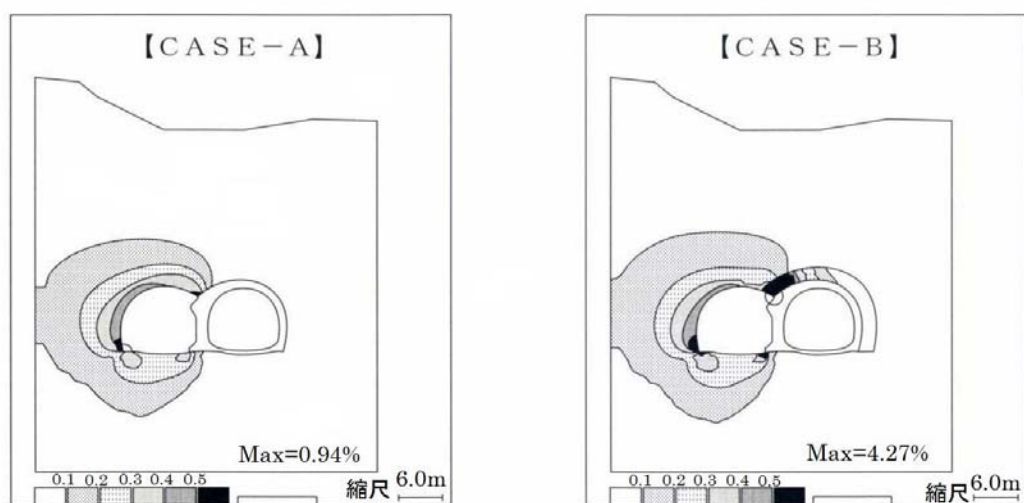 【CASE-A】
Max=0.94%
0.1 0.2 0.3 0.4 0.5
縮尺 6.0m
【CASE-B】
Max=4.27%
0.1 0.2 0.3 0.4 0.5
縮尺 6.0m